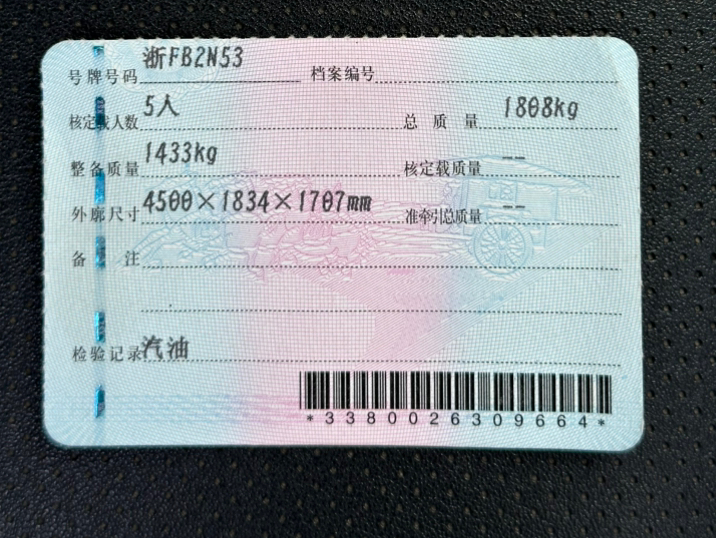 号牌号码 浙FB2N53 档案编号
核定载人数 5人 总质量 1808kg
整备质量 1433kg 核定载质量 --
外廓尺寸 4500×1834×1707mm 准牵引总质量 --
备注
检验记录 汽油
*3380026309664*